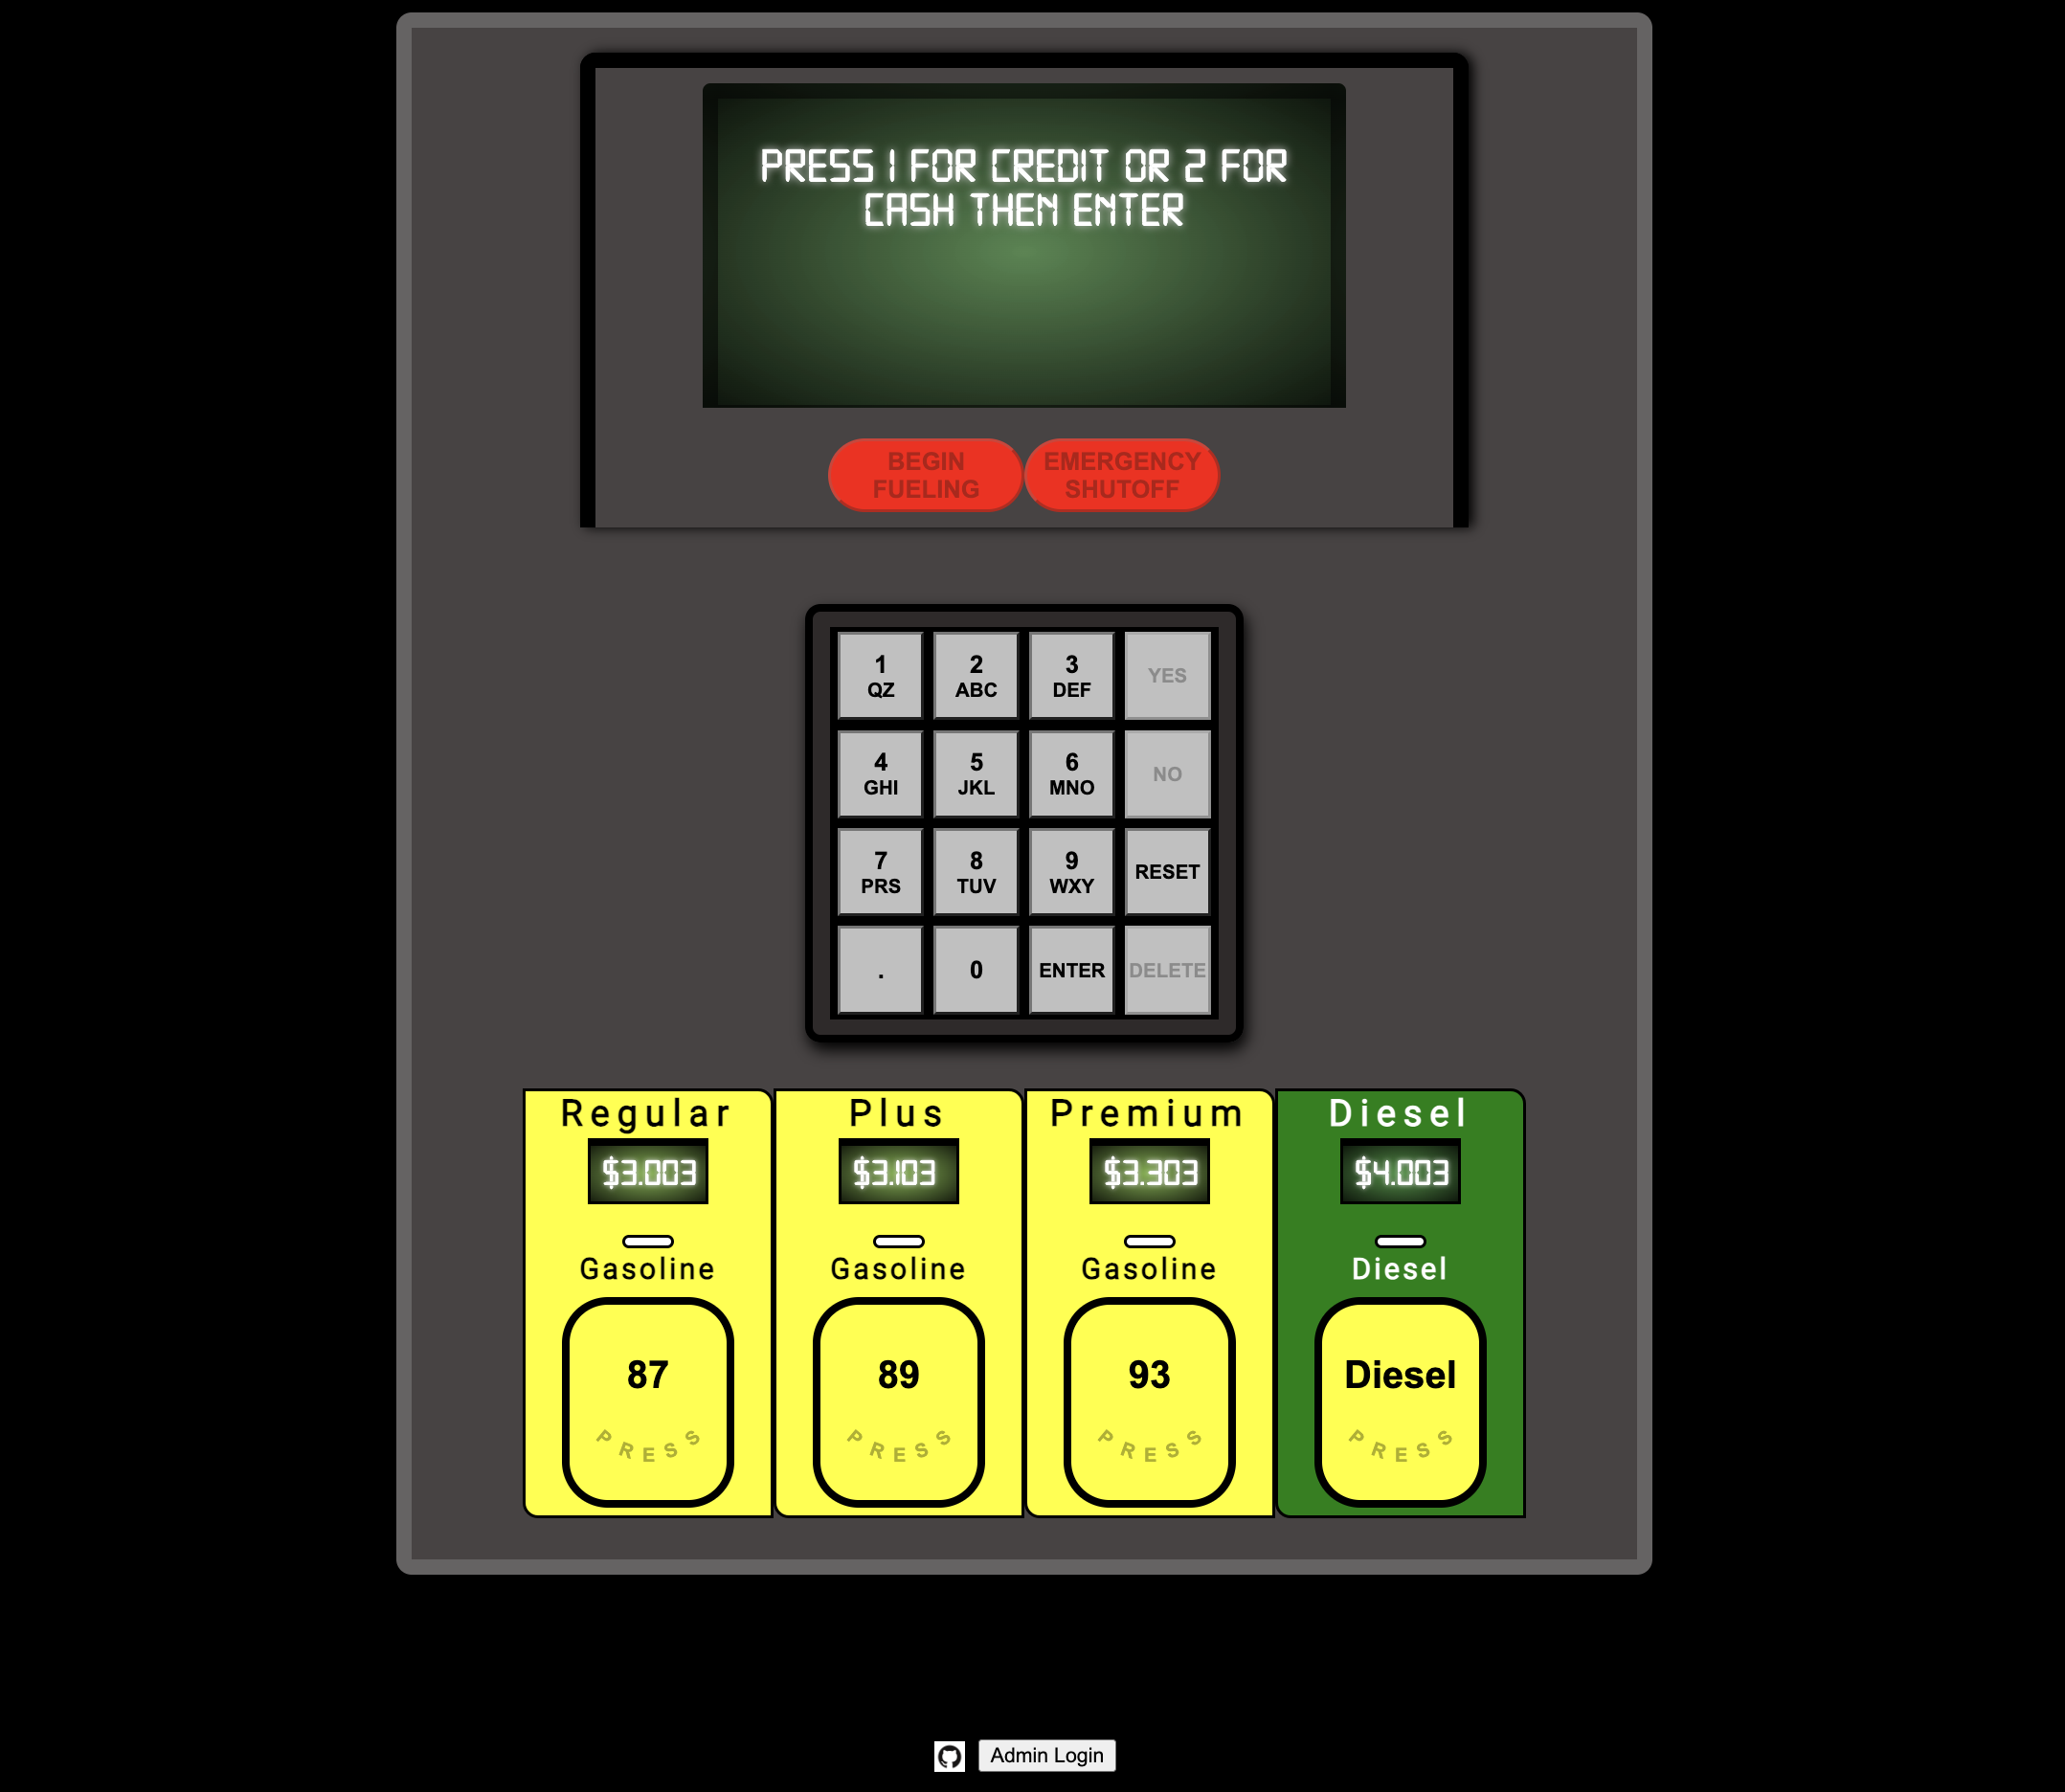 PRESS 1 FOR CREDIT OR 2 FOR
CASH THEN ENTER
BEGIN
FUELING
EMERGENCY
SHUTOFF
1
QZ
2
ABC
3
DEF
YES
4
GHI
5
JKL
6
MNO
NO
7
PRS
8
TUV
9
WXY
RESET
.
0
ENTER
DELETE
Regular
$3.003
Gasoline
87
PRESS
Plus
$3.103
Gasoline
89
PRESS
Premium
$3.303
Gasoline
93
PRESS
Diesel
$4.003
Diesel
Diesel
PRESS
Admin Login